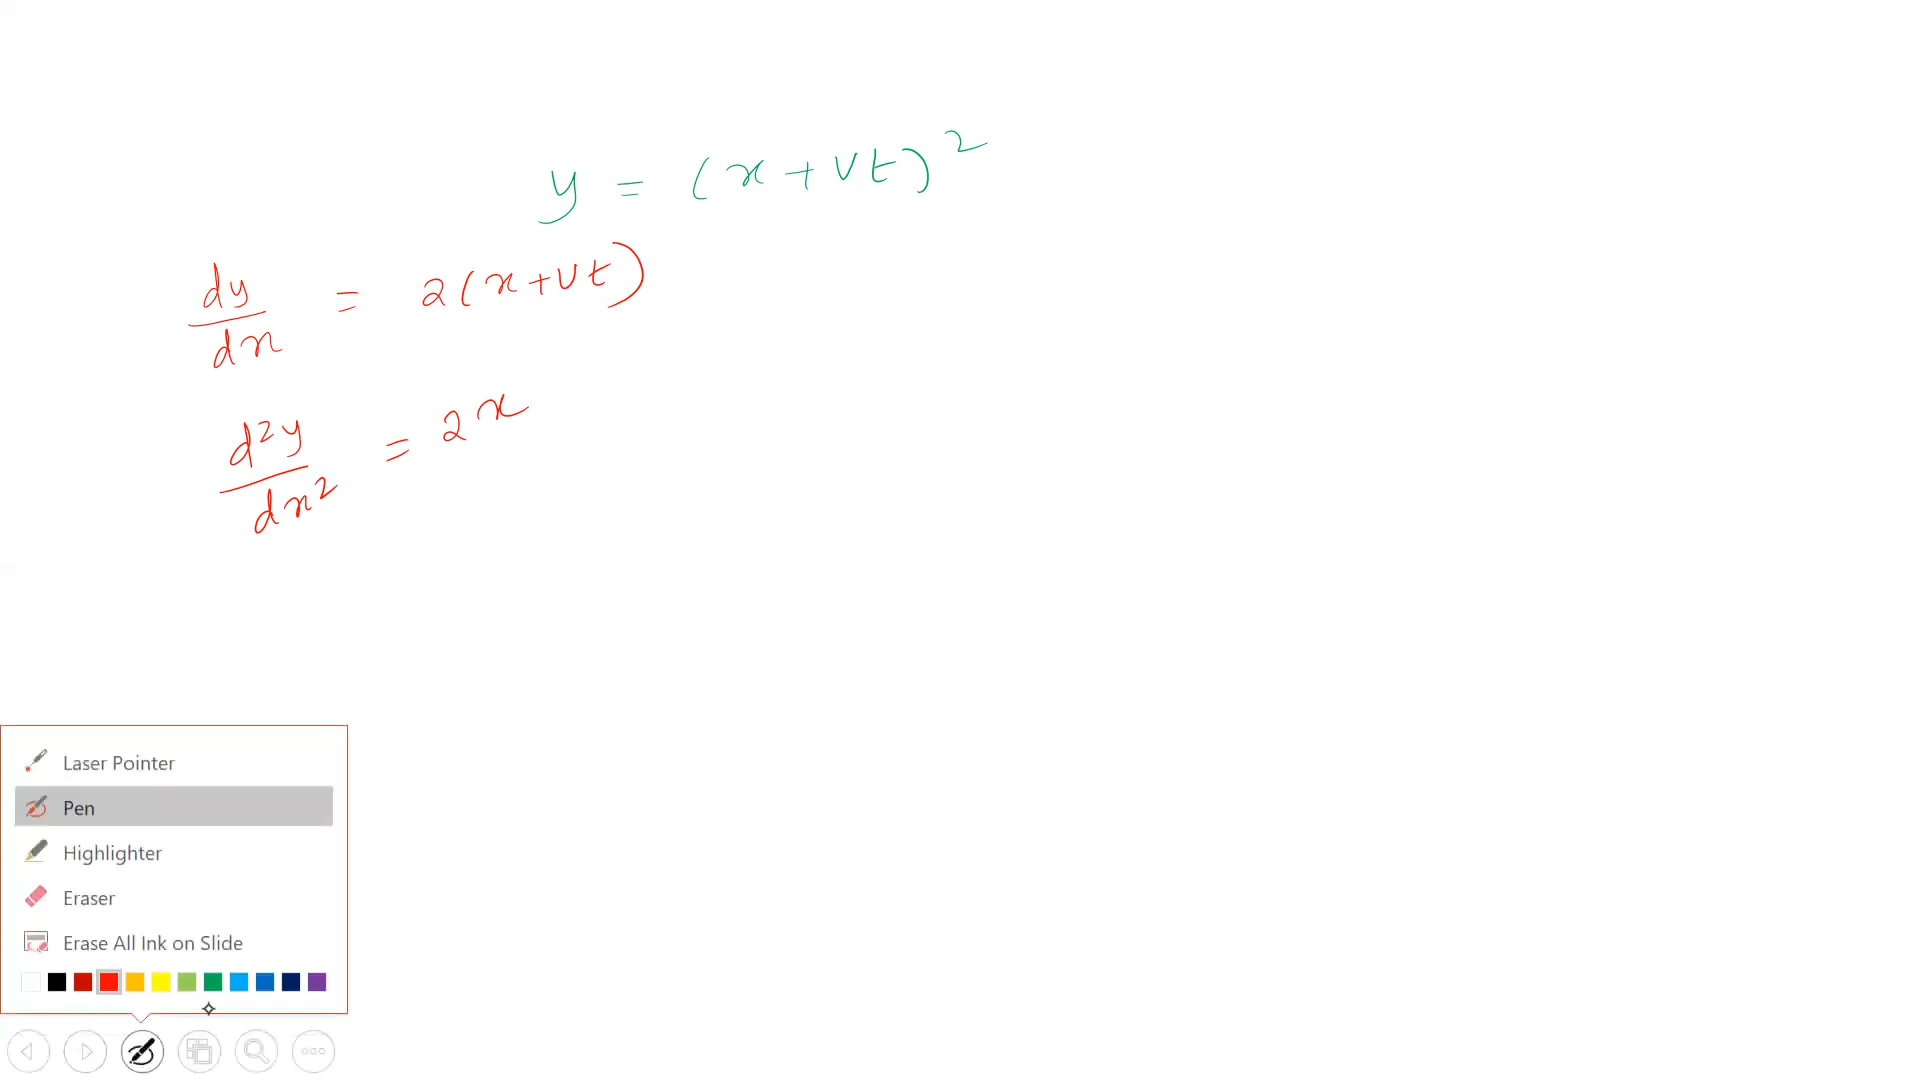 y = (x + vt)²
dy/dx = 2(x + vt)
d²y/dx² = 2x
Laser Pointer
Pen
Highlighter
Eraser
Erase All Ink on Slide